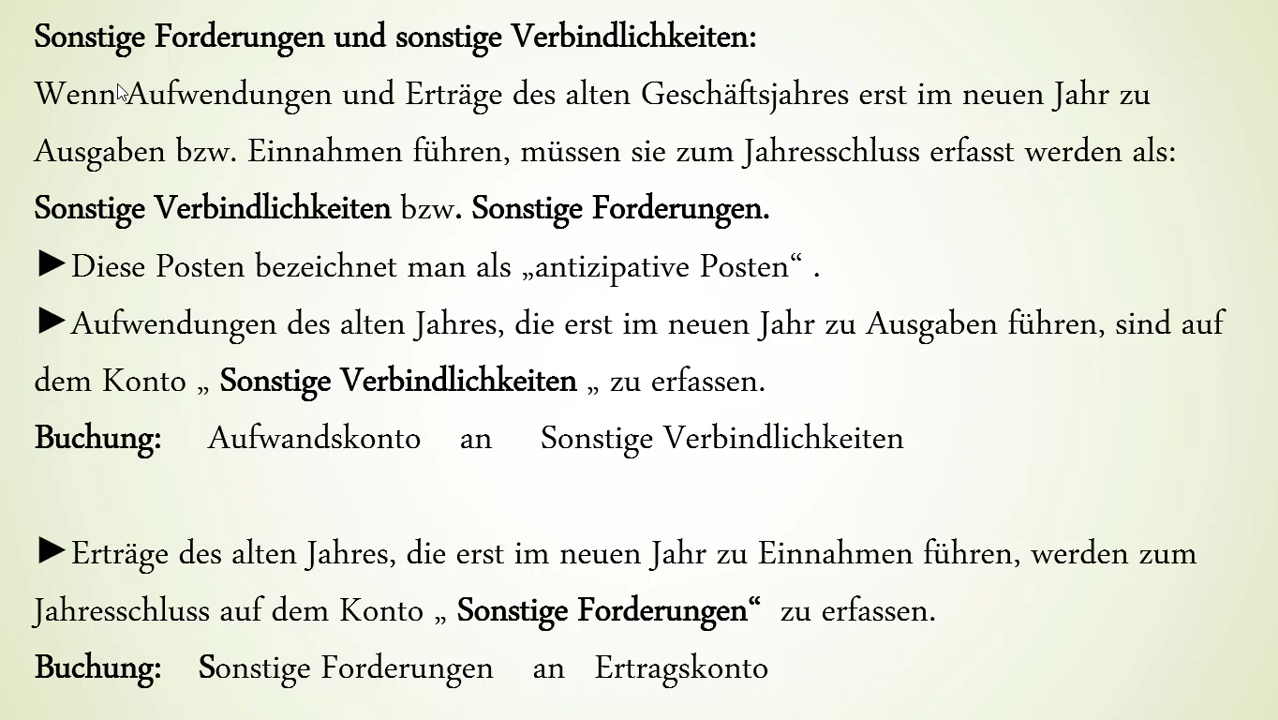 Sonstige Forderungen und sonstige Verbindlichkeiten:
Wenn Aufwendungen und Erträge des alten Geschäftsjahres erst im neuen Jahr zu
Ausgaben bzw. Einnahmen führen, müssen sie zum Jahresschluss erfasst werden als:
Sonstige Verbindlichkeiten bzw. Sonstige Forderungen.
►Diese Posten bezeichnet man als „antizipative Posten“ .
►Aufwendungen des alten Jahres, die erst im neuen Jahr zu Ausgaben führen, sind auf
dem Konto „ Sonstige Verbindlichkeiten „ zu erfassen.
Buchung: Aufwandskonto an Sonstige Verbindlichkeiten
►Erträge des alten Jahres, die erst im neuen Jahr zu Einnahmen führen, werden zum
Jahresschluss auf dem Konto „ Sonstige Forderungen“ zu erfassen.
Buchung: Sonstige Forderungen an Ertragskonto